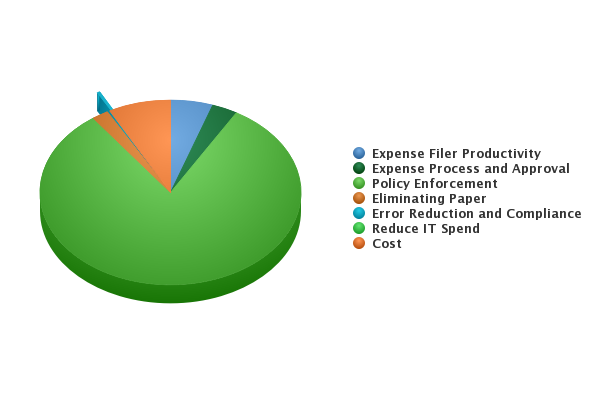 Expense Filer Productivity
Expense Process and Approval
Policy Enforcement
Eliminating Paper
Error Reduction and Compliance
Reduce IT Spend
Cost